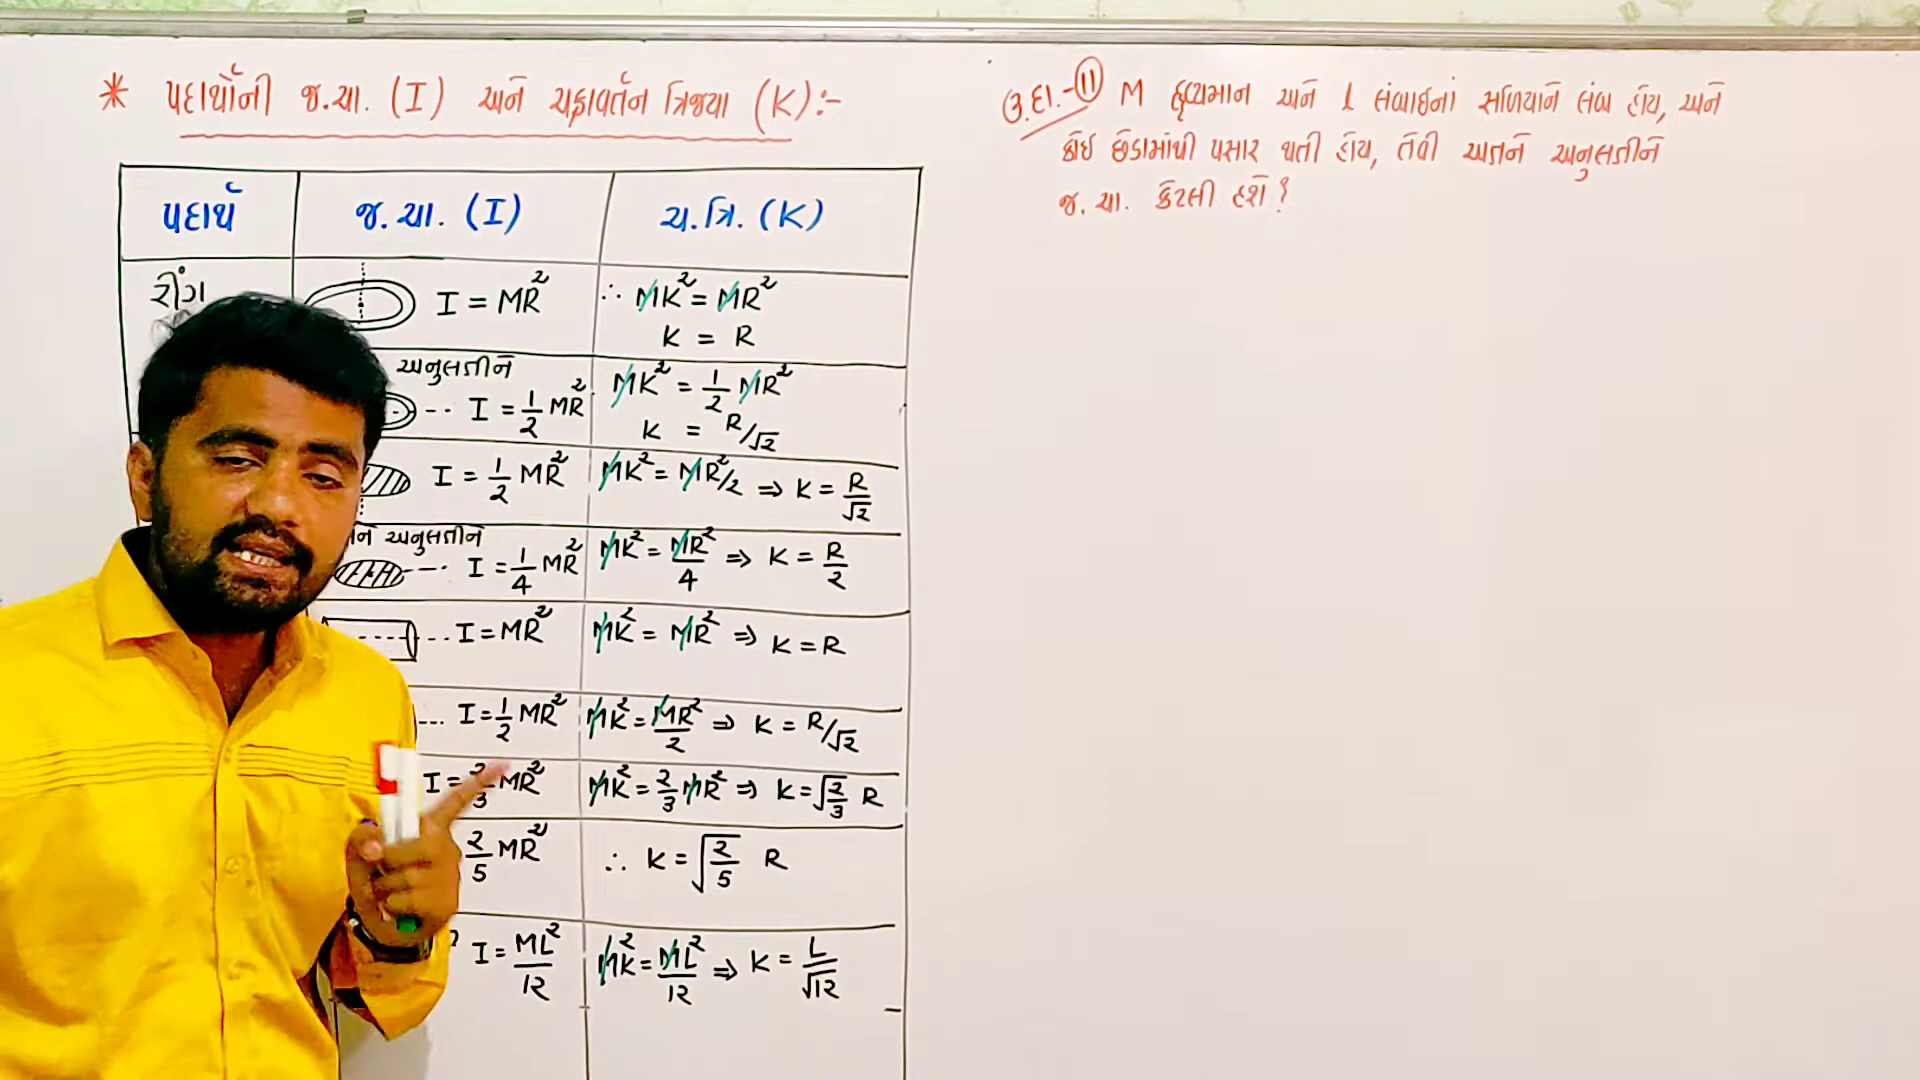 * પદાર્થોની જ.ચા. (I) અને ચક્રાવર્તન ત્રિજ્યા (K) :-
પદાર્થ
જ.ચા. (I)
ચ.ત્રિ. (K)
રીંગ
I = MR²
∴ MK² = MR²
K = R
અનુલક્ષીને
I = 1/2 MR²
MK² = 1/2 MR²
K = R/√2
I = 1/2 MR²
MK² = MR²/2 ⇒ K = R/√2
અનુલક્ષીને
I = 1/4 MR²
MK² = MR²/4 ⇒ K = R/2
I = MR²
MK² = MR² ⇒ K = R
I = 1/2 MR²
MK² = MR²/2 ⇒ K = R/√2
I = 2/3 MR²
MK² = 2/3 MR² ⇒ K = √2/3 R
2/5 MR²
∴ K = √2/5 R
I = ML²/12
MK² = ML²/12 ⇒ K = L/√12
ઉ.દા.-11 M દ્રવ્યમાન અને l લંબાઈનાં સળિયાને લંબ હોય, અને
કોઇ છેડામાંથી પસાર થતી હોય, તેવી અક્ષને અનુલક્ષીને
જ. ચા. કેટલી હશે?